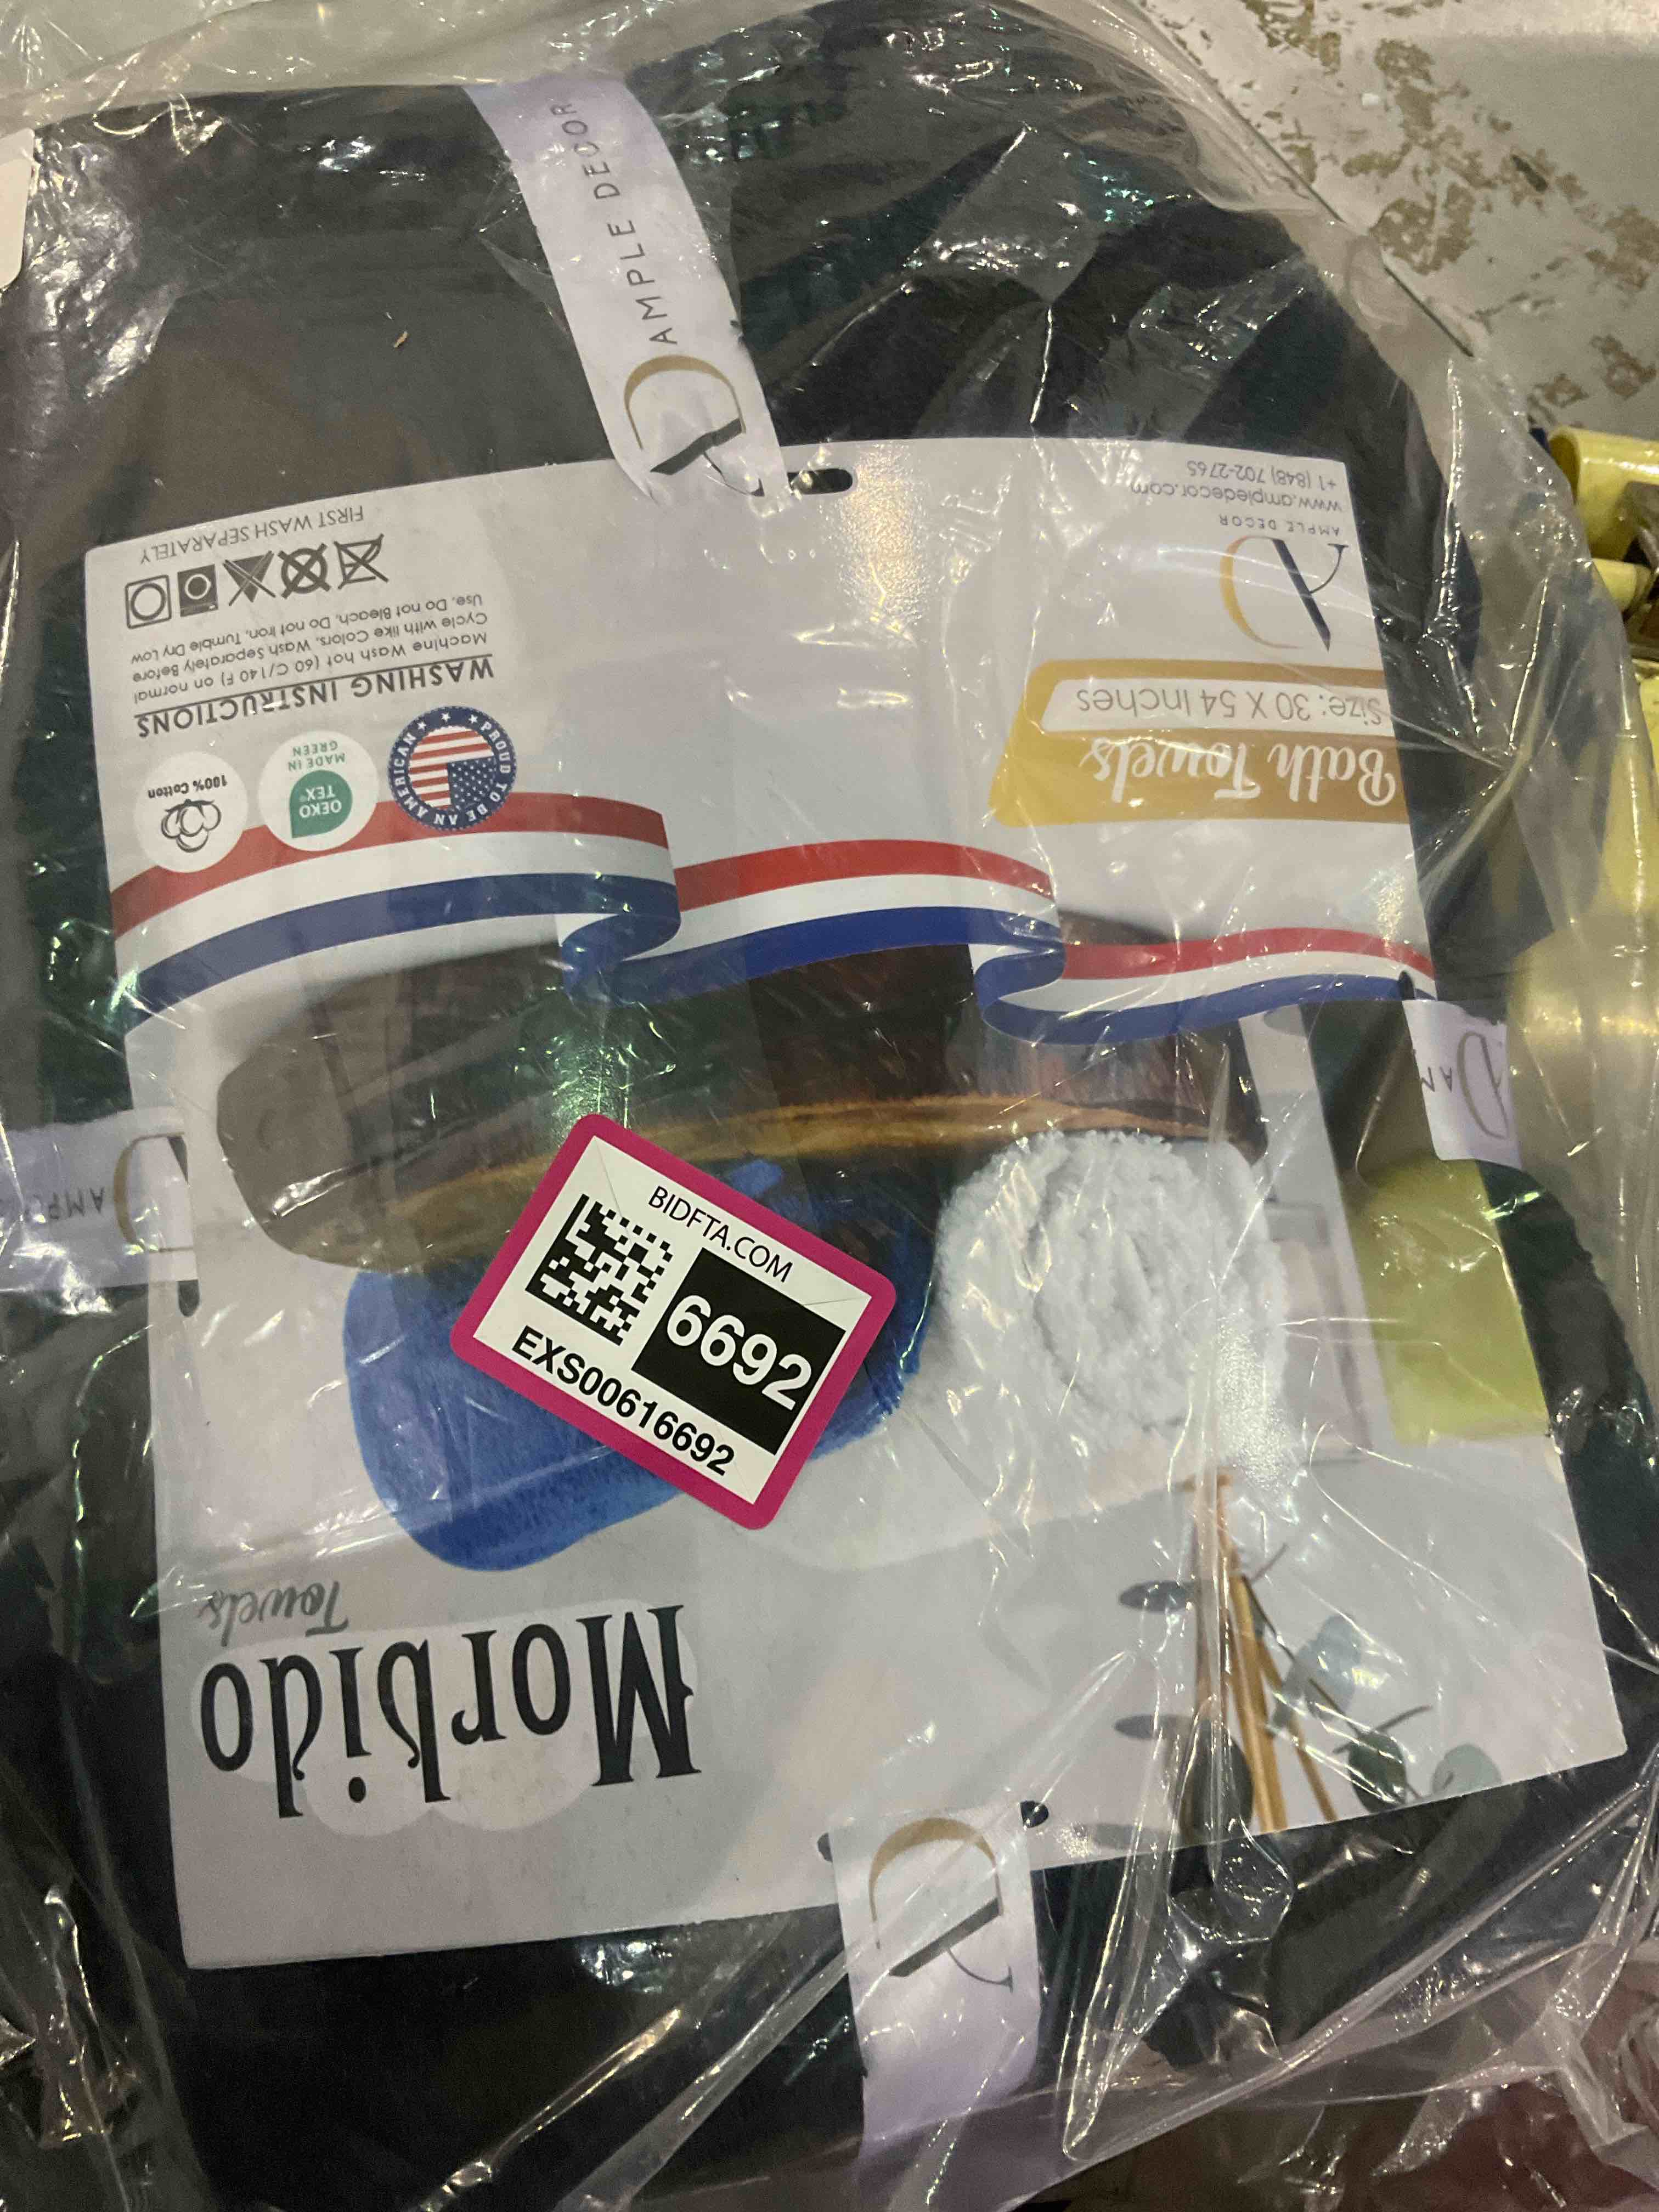 AMPLE DECOR
BIDFTA.COM
6692
EXS00616692
Morbido
Towels
PROUD TO BE AN AMERICAN
OEKO
TEX®
MADE IN
GREEN
100% Cotton
Bath Towels
Size: 30 X 54 Inches
WASHING INSTRUCTIONS
Machine Wash hot (60 C/140 F) on normal
Cycle with like Colors, Wash Separately Before
Use, Do not Bleach, Do not Iron, Tumble Dry Low
FIRST WASH SEPARATELY
AMPLE DECOR
www.ampledecor.com
+1 (848) 702-2765
AM
AMP